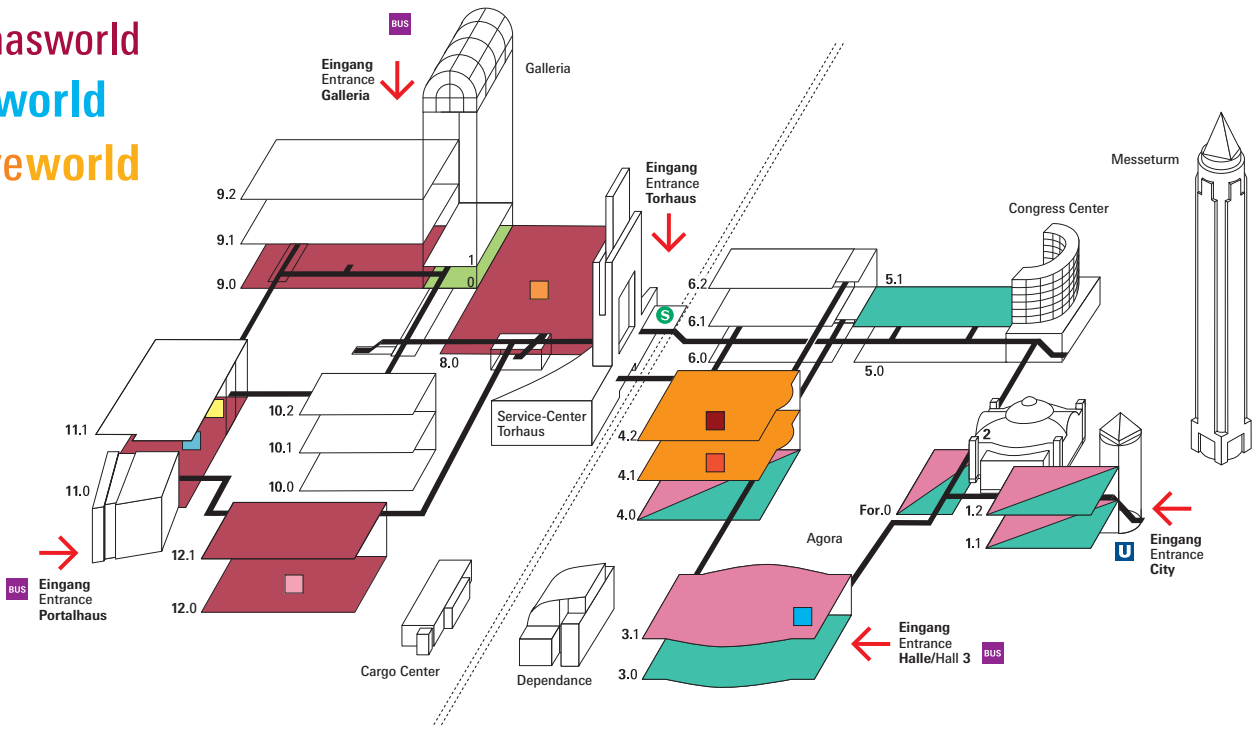 asworld
world
eworld
BUS
Eingang
Entrance
Galleria
Galleria
Eingang
Entrance
Torhaus
Messeturm
Congress Center
9.2
9.1
9.0
1
0
8.0
S
6.2
6.1
6.0
5.1
5.0
11.1
11.0
10.2
10.1
10.0
Service-Center
Torhaus
4.2
4.1
4.0
2
For.0
1.2
1.1
U
Eingang
Entrance
City
Agora
12.1
12.0
BUS
Eingang
Entrance
Portalhaus
Cargo Center
Dependance
3.1
3.0
Eingang
Entrance
Halle/Hall 3
BUS